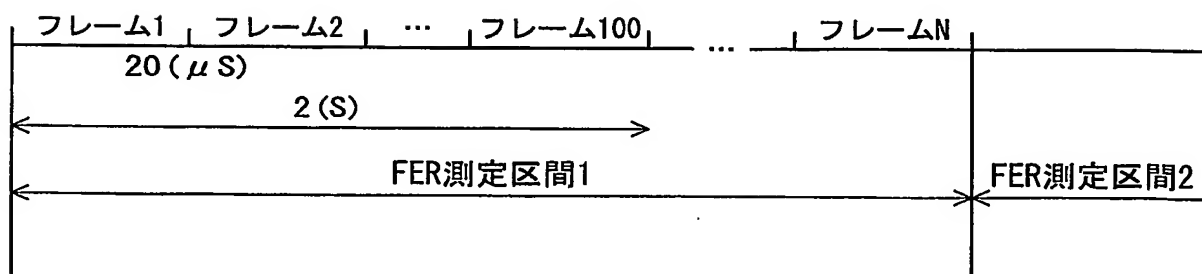 フレーム1 フレーム2 … フレーム100 … フレームN
20(μS)
2(S)
FER測定区間1 FER測定区間2